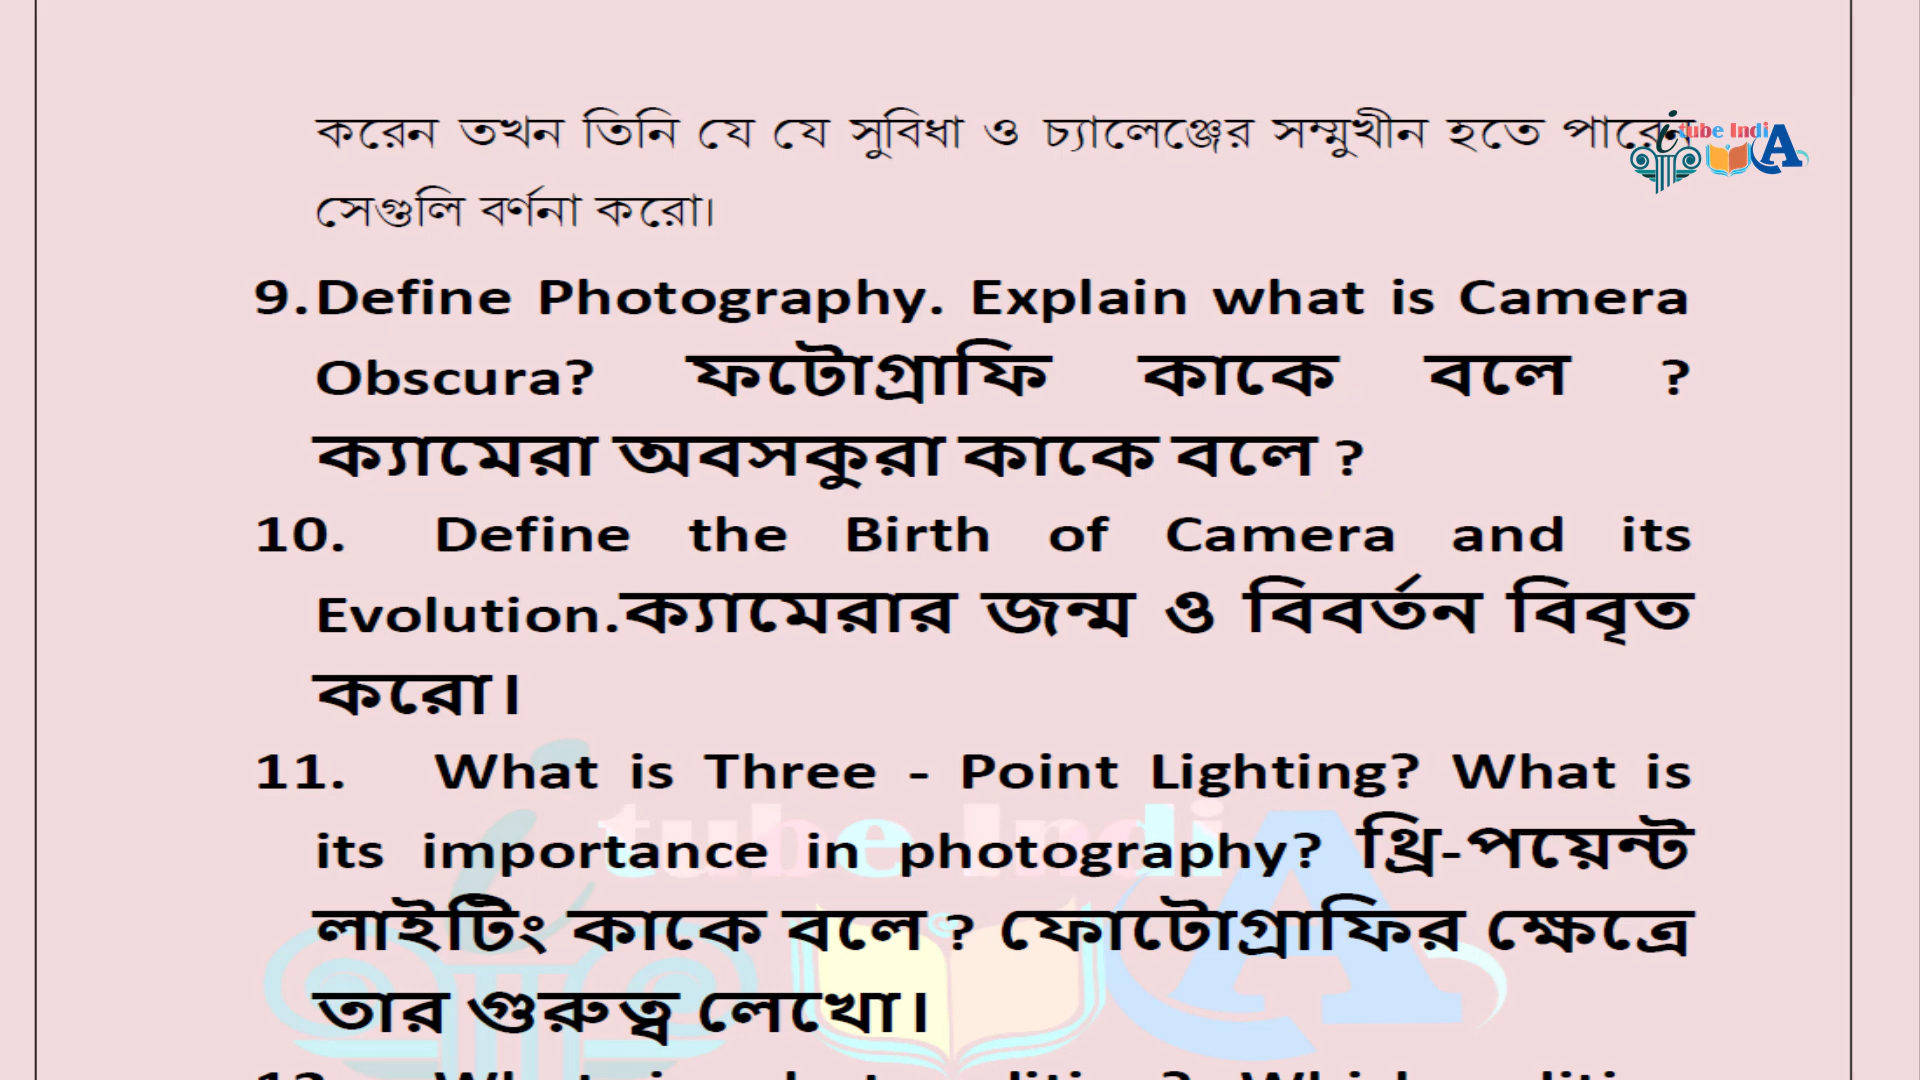 করেন তখন তিনি যে যে সুবিধা ও চ্যালেঞ্জের সম্মুখীন হতে পারেন
tube IndiA
সেগুলি বর্ণনা করো।
9. Define Photography. Explain what is Camera
Obscura? ফটোগ্রাফি কাকে বলে ?
ক্যামেরা অবসকুরা কাকে বলে ?
10. Define the Birth of Camera and its
Evolution.ক্যামেরার জন্ম ও বিবর্তন বিবৃত
করো।
11. What is Three - Point Lighting? What is
its importance in photography? থ্রি-পয়েন্ট
লাইটিং কাকে বলে ? ফোটোগ্রাফির ক্ষেত্রে
তার গুরুত্ব লেখো।